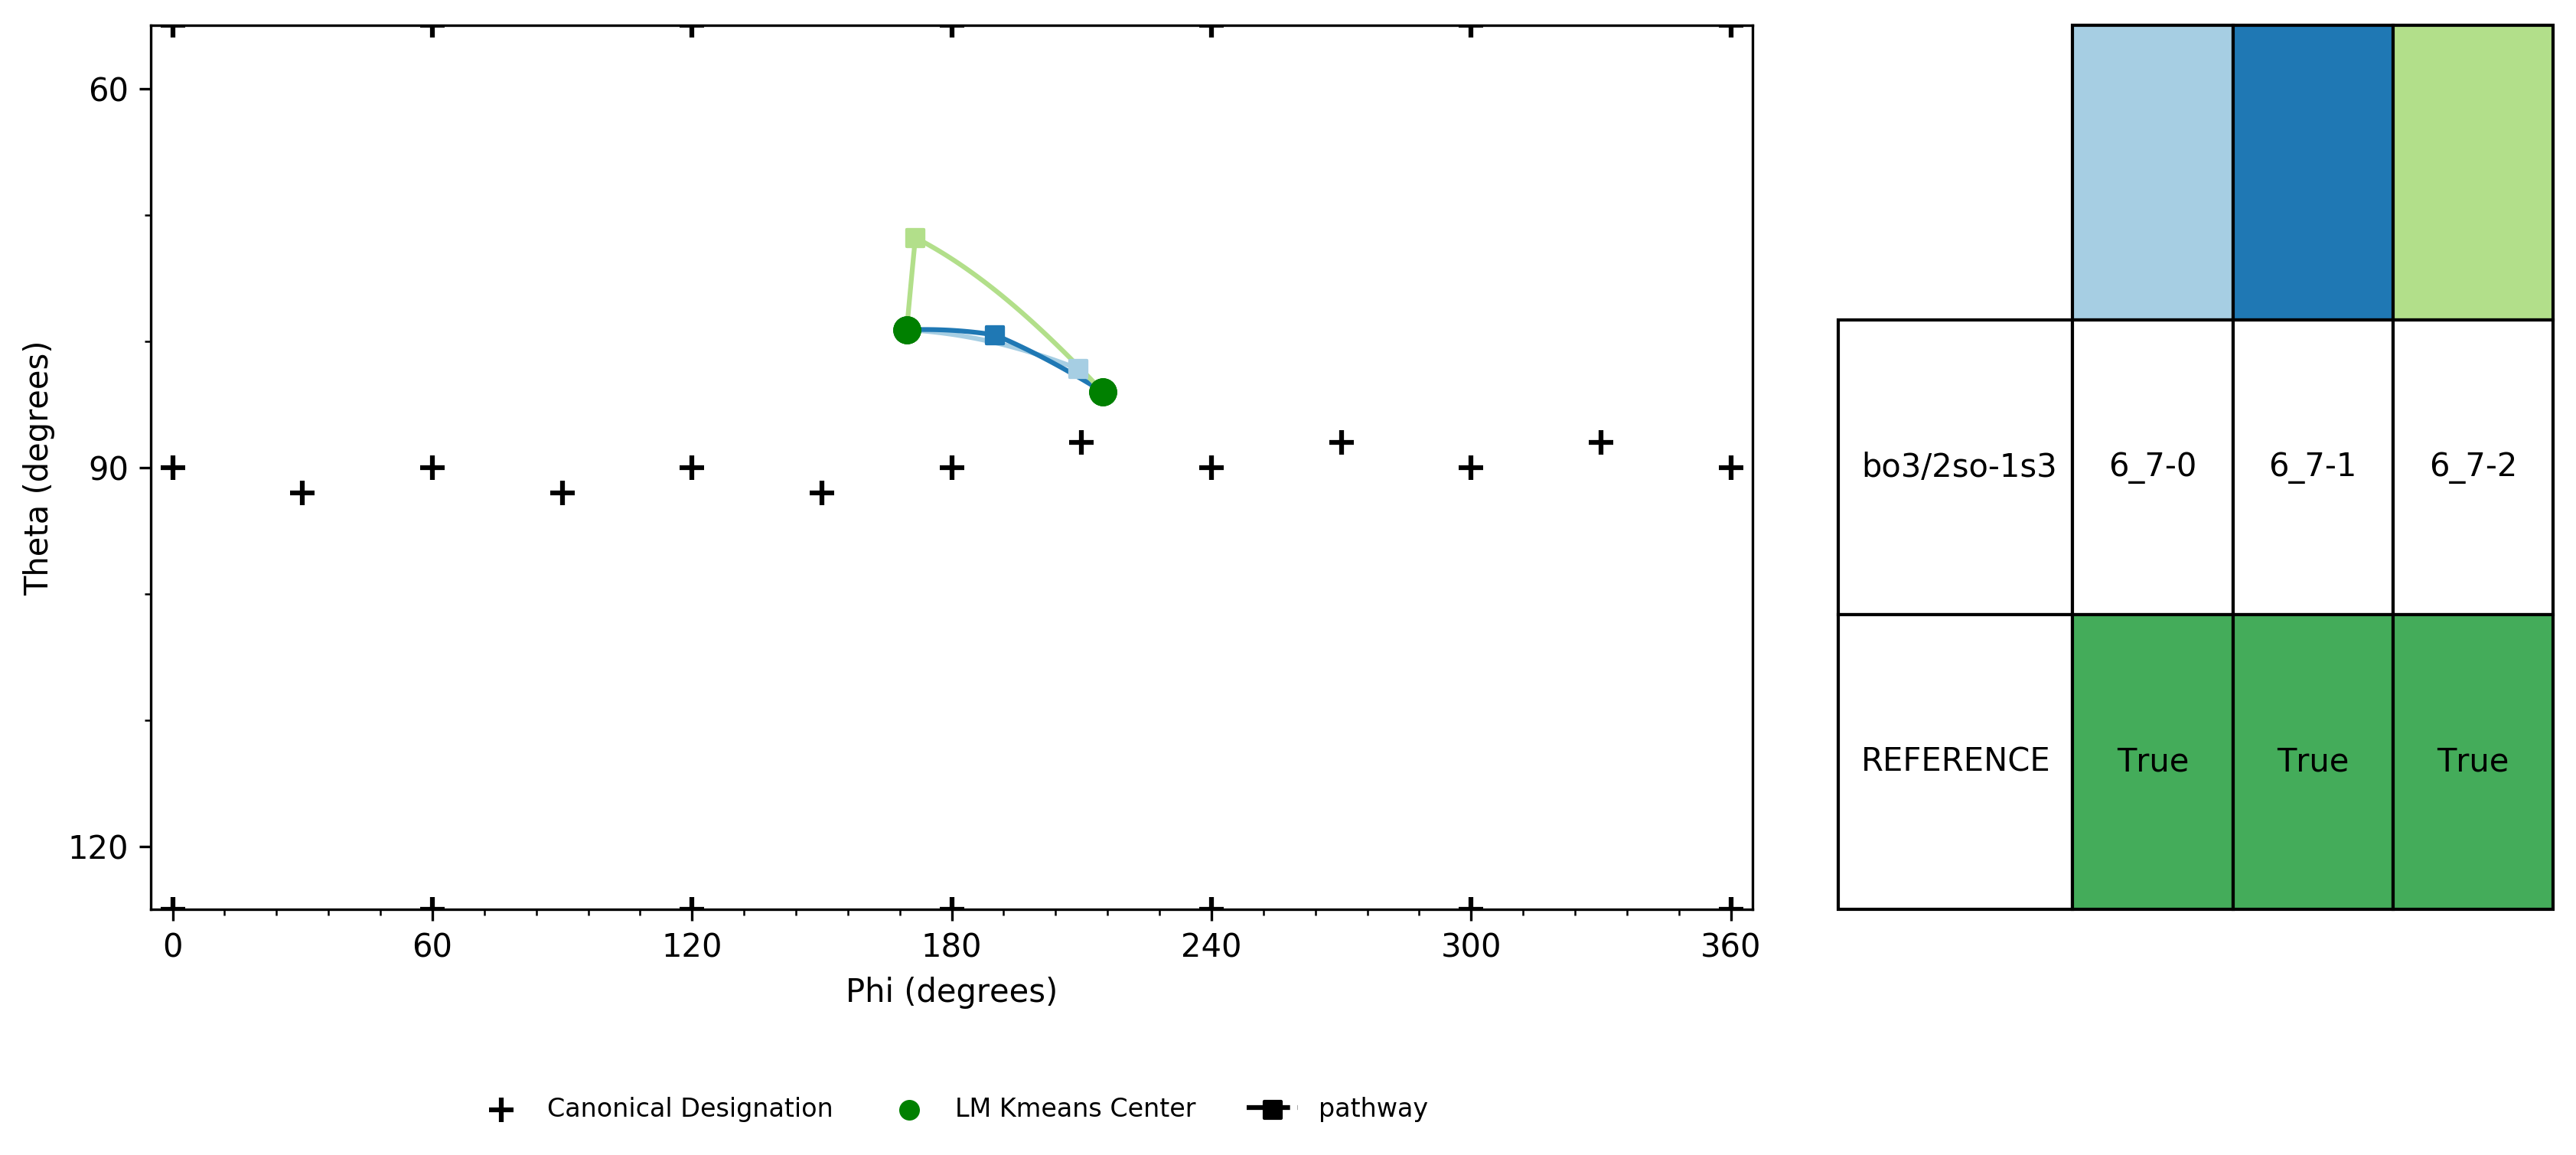 60
90
120
Theta (degrees)
0 60 120 180 240 300 360
Phi (degrees)
Canonical Designation LM Kmeans Center pathway
bo3/2so-1s3 6_7-0 6_7-1 6_7-2
REFERENCE True True True